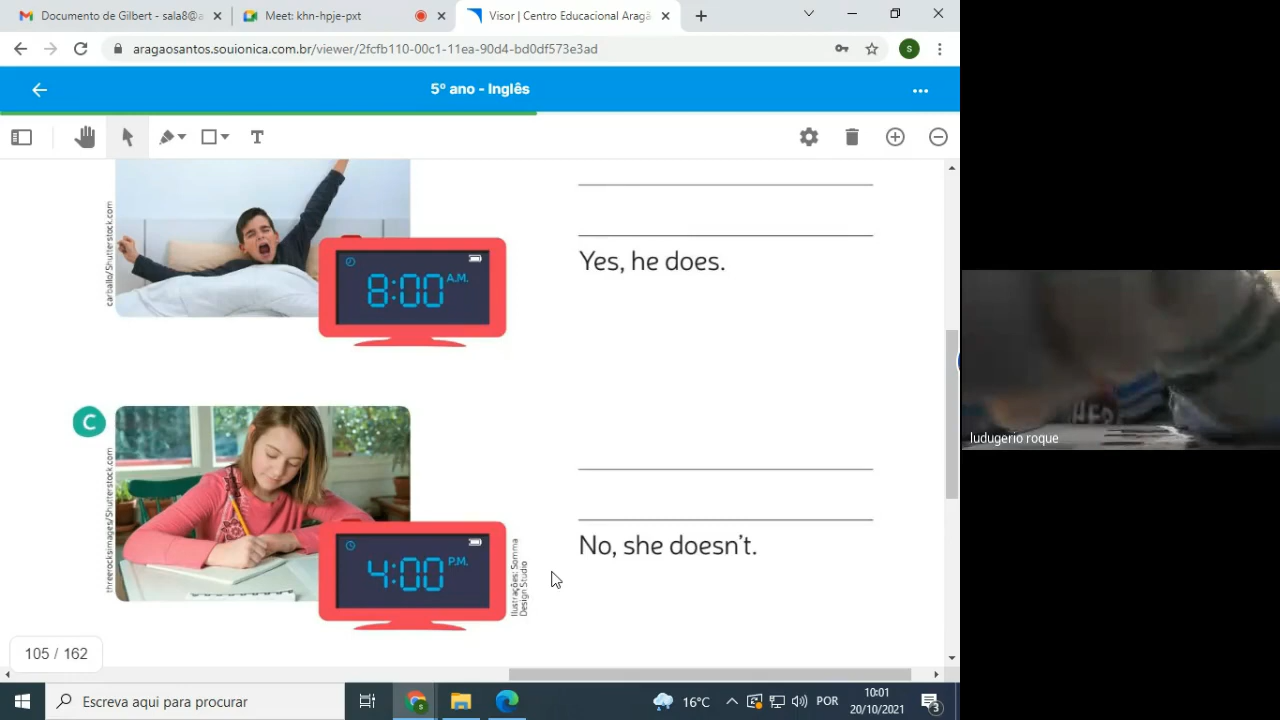 Documento de Gilbert - sala8@a
Meet: khn-hpje-pxt
Visor | Centro Educacional Aragã
aragaosantos.souionica.com.br/viewer/2fcfb110-00c1-11ea-90d4-bd0df573e3ad
S
5º ano - Inglês
T
carballo/Shutterstock.com
8:00 A.M.
Yes, he does.
C
threerocksimages/Shutterstock.com
4:00 P.M.
Ilustrações: Somma
Design Studio
No, she doesn't.
105 / 162
ludugerio roque
Escreva aqui para procurar
16°C
POR
10:01
20/10/2021
3